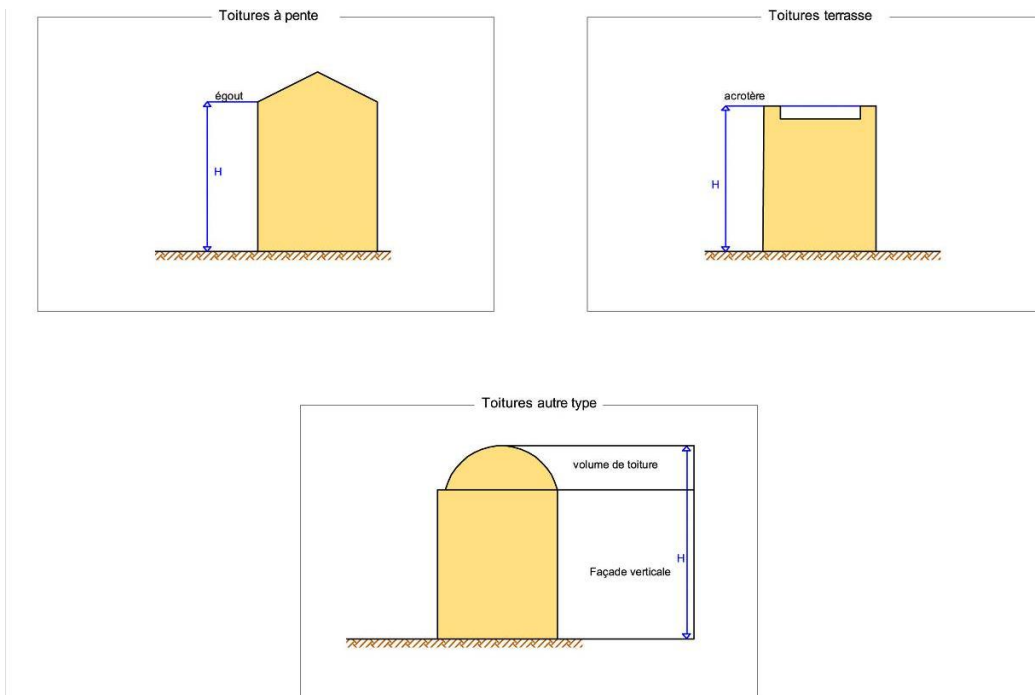 Toitures à pente
égout
H
Toitures terrasse
acrotère
H
Toitures autre type
volume de toiture
H
Façade verticale